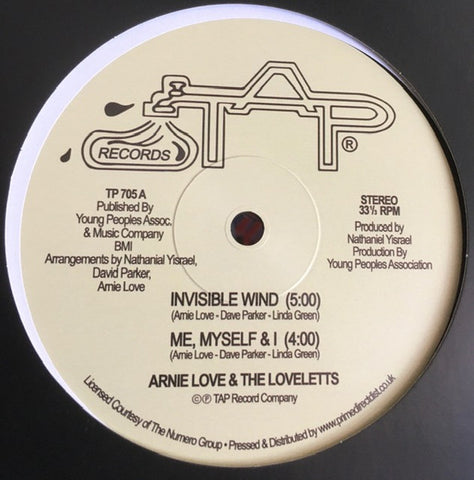 TAP
®
RECORDS
TP 705 A
Published By
Young Peoples Assoc.
& Music Company
BMI
Arrangements by Nathanial Yisrael,
David Parker,
Arnie Love
STEREO
33⅓ RPM
Produced by
Nathaniel Yisrael
Production By
Young Peoples Association
INVISIBLE WIND (5:00)
(Arnie Love - Dave Parker - Linda Green)
ME, MYSELF & I (4:00)
(Arnie Love - Dave Parker - Linda Green)
ARNIE LOVE & THE LOVELETTS
©℗ TAP Record Company
Licensed Courtesy of The Numero Group • Pressed & Distributed by www.primedirectdist.co.uk